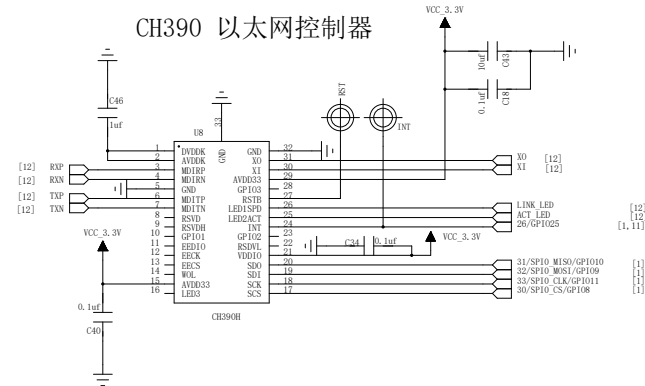 CH390 以太网控制器
VCC_3.3V
10uf
C43
0.1uf
C18
C46
1uf
RST
INT
33
U8
GND
1 DVDDK
2 AVDDK
3 MDIRP
4 MDIRN
5 GND
6 MDITP
7 MDITN
8 RSVD
9 RSVDH
10 GPIO1
11 EEDIO
12 EECK
13 EECS
14 WOL
15 AVDD33
16 LED3
GND 32
XO 31
XI 30
AVDD33 29
GPIO3 28
RSTB 27
LED1SPD 26
LED2ACT 25
INT 24
GPIO2 23
RSDVL 22
VDDIO 21
SDO 20
SDI 19
SCK 18
SCS 17
CH390H
[12] RXP
[12] RXN
[12] TXP
[12] TXN
VCC_3.3V
0.1uf
C40
XO [12]
XI [12]
LINK_LED [12]
ACT_LED [12
26/GPIO25 [1,11]
C34 0.1uf
VCC_3.3V
31/SPI0_MISO/GPIO10 [1]
32/SPI0_MOSI/GPIO9 [1]
33/SPI0_CLK/GPIO11 [1]
30/SPI0_CS/GPIO8 [1]